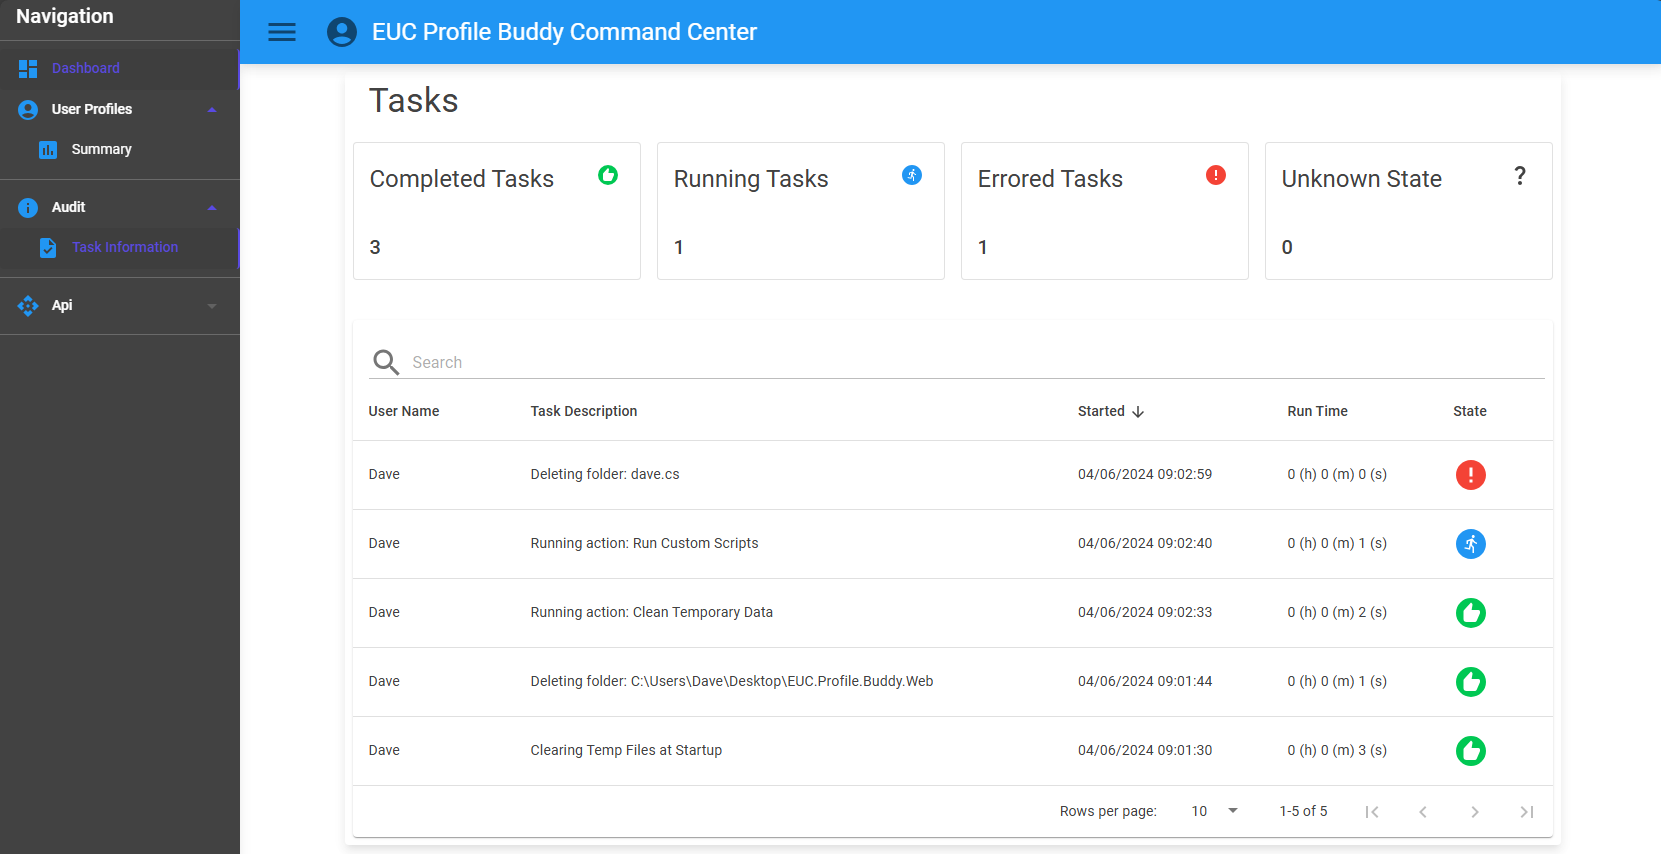 Navigation
Dashboard
User Profiles
Summary
Audit
Task Information
Api
EUC Profile Buddy Command Center
Tasks
Completed Tasks
3
Running Tasks
1
Errored Tasks
1
Unknown State
?
0
Search
User Name Task Description Started Run Time State
Dave Deleting folder: dave.cs 04/06/2024 09:02:59 0 (h) 0 (m) 0 (s)
Dave Running action: Run Custom Scripts 04/06/2024 09:02:40 0 (h) 0 (m) 1 (s)
Dave Running action: Clean Temporary Data 04/06/2024 09:02:33 0 (h) 0 (m) 2 (s)
Dave Deleting folder: C:\Users\Dave\Desktop\EUC.Profile.Buddy.Web 04/06/2024 09:01:44 0 (h) 0 (m) 1 (s)
Dave Clearing Temp Files at Startup 04/06/2024 09:01:30 0 (h) 0 (m) 3 (s)
Rows per page: 10 1-5 of 5